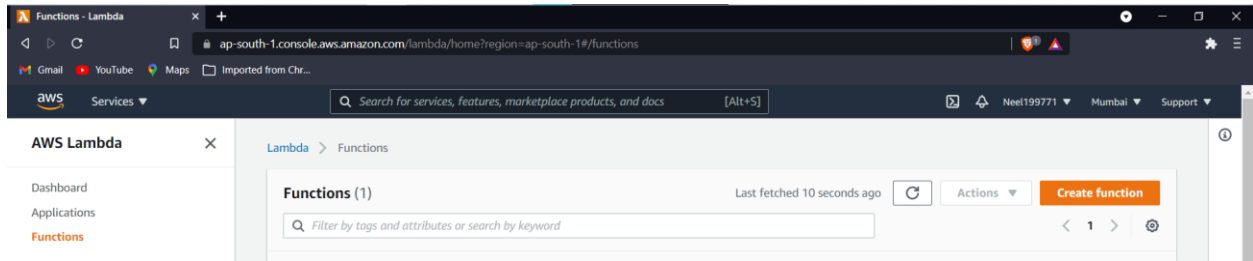 Functions - Lambda
ap-south-1.console.aws.amazon.com/lambda/home?region=ap-south-1#/functions
Gmail YouTube Maps Imported from Chr...
aws Services Search for services, features, marketplace products, and docs [Alt+S] Neel199771 Mumbai Support
AWS Lambda
Lambda > Functions
Dashboard
Applications
Functions
Functions (1) Last fetched 10 seconds ago Actions Create function
Filter by tags and attributes or search by keyword 1